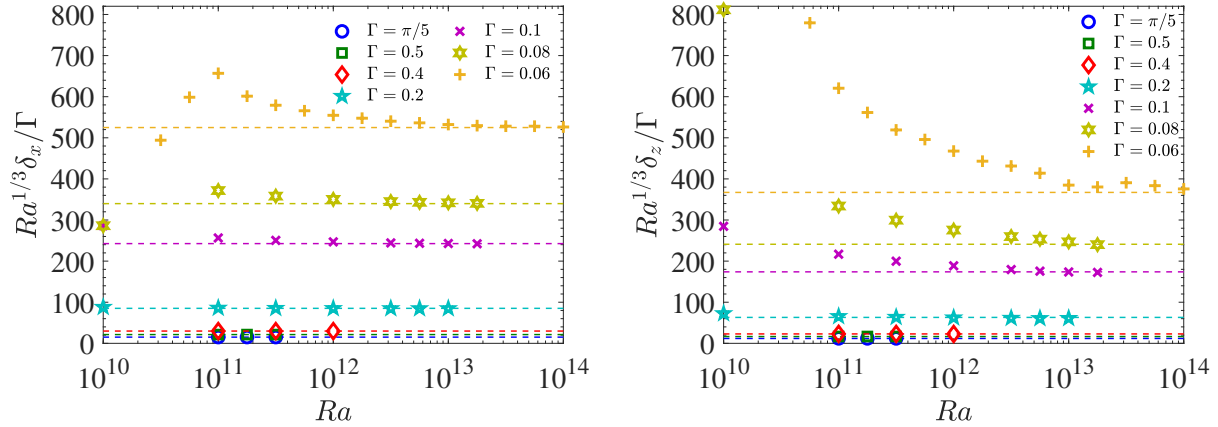 800
700
600
500
400
300
200
100
0
Ra^{1/3}δ_x/Γ
10^{10} 10^{11} 10^{12} 10^{13} 10^{14}
Ra
Γ = π/5
Γ = 0.5
Γ = 0.4
Γ = 0.2
Γ = 0.1
Γ = 0.08
Γ = 0.06
800
700
600
500
400
300
200
100
0
Ra^{1/3}δ_z/Γ
10^{10} 10^{11} 10^{12} 10^{13} 10^{14}
Ra
Γ = π/5
Γ = 0.5
Γ = 0.4
Γ = 0.2
Γ = 0.1
Γ = 0.08
Γ = 0.06